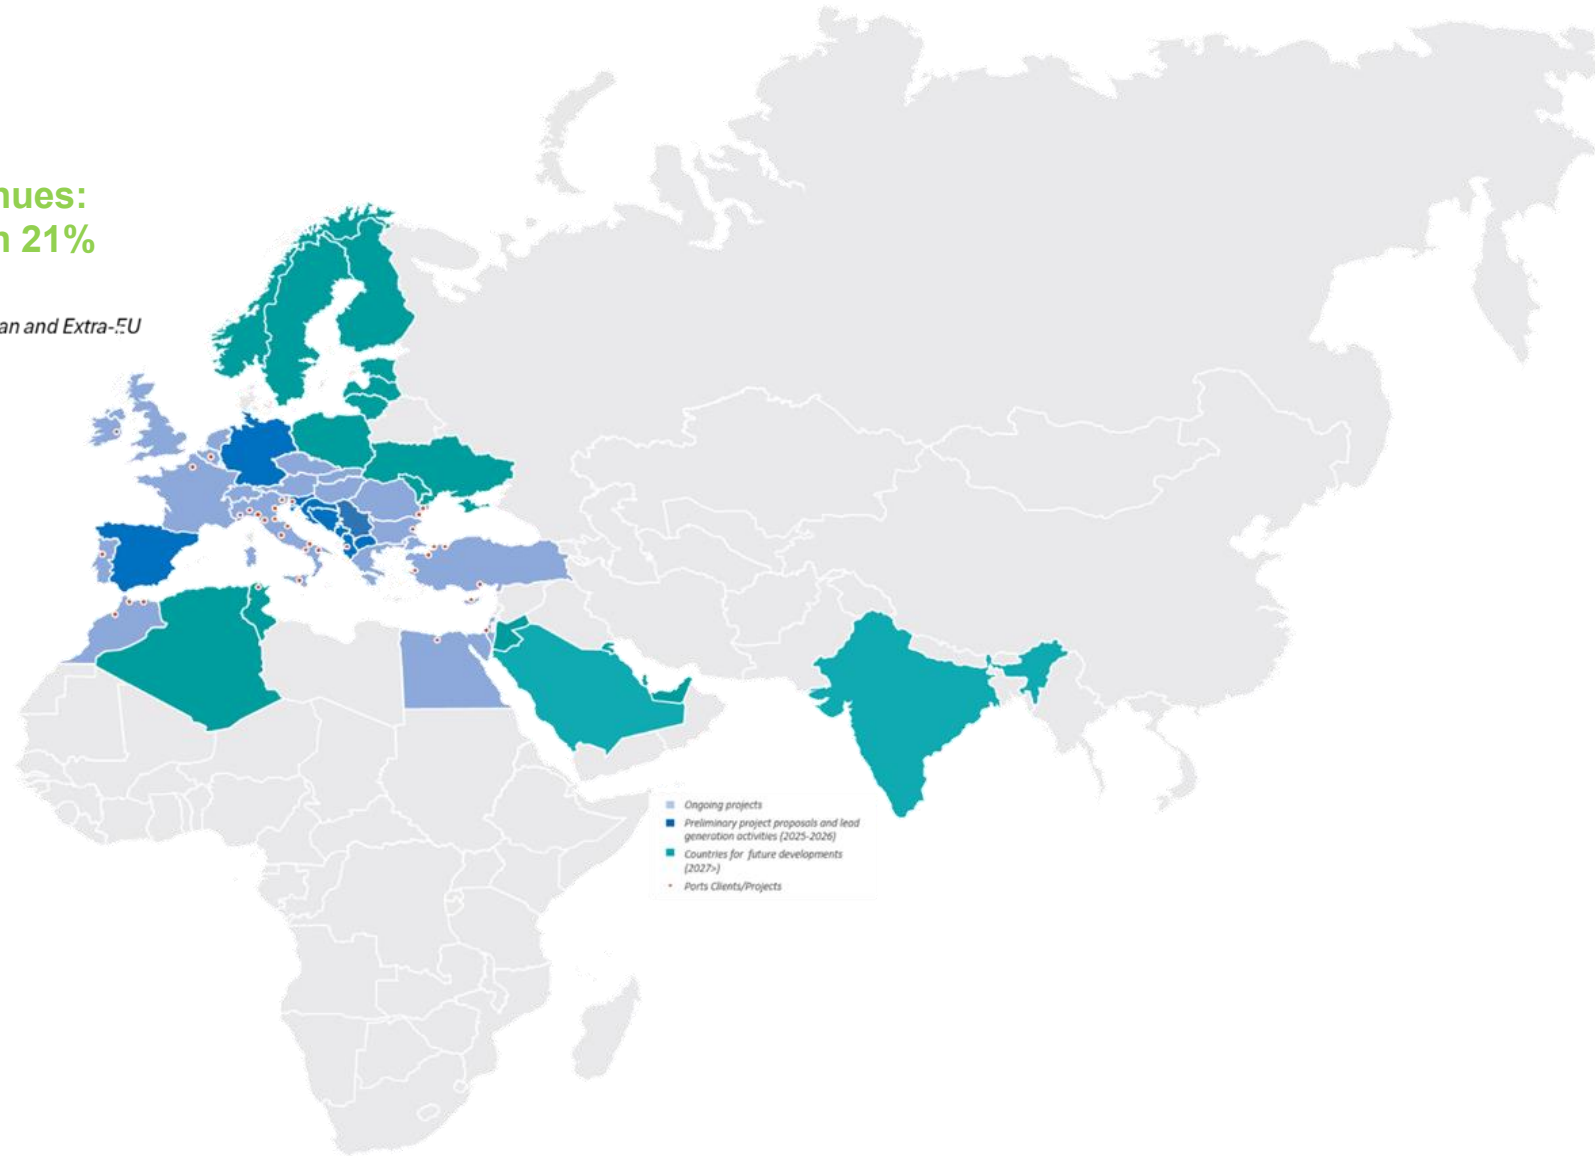 nues:
n 21%
an and Extra-EU
Ongoing projects
Preliminary project proposals and lead
generation activities (2025-2026)
Countries for future developments
(2027>)
Ports Clients/Projects